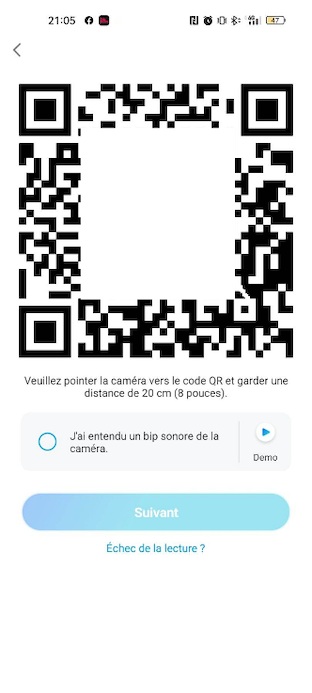 21:05
4G
47
Veuillez pointer la caméra vers le code QR et garder une
distance de 20 cm (8 pouces).
J'ai entendu un bip sonore de la
caméra.
Demo
Suivant
Échec de la lecture ?